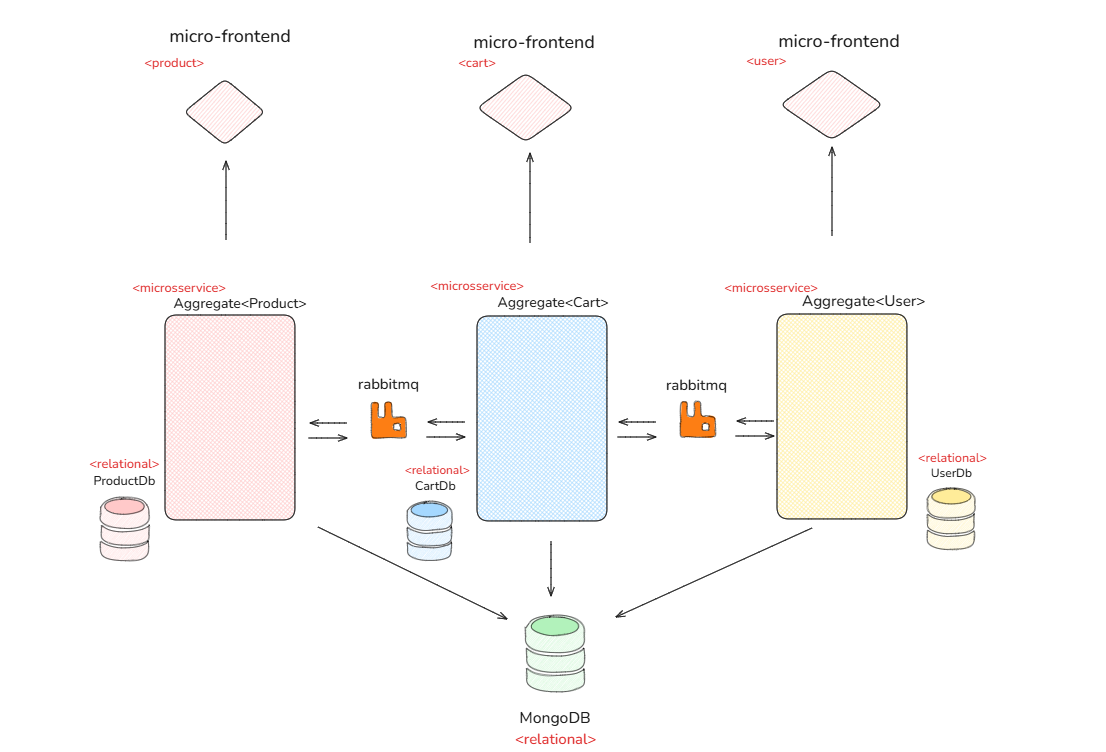 micro-frontend
<product>
micro-frontend
<cart>
micro-frontend
<user>
<microsservice>
Aggregate<Product>
<microsservice>
Aggregate<Cart>
<microsservice>
Aggregate<User>
rabbitmq
rabbitmq
<relational>
ProductDb
<relational>
CartDb
<relational>
UserDb
MongoDB
<relational>